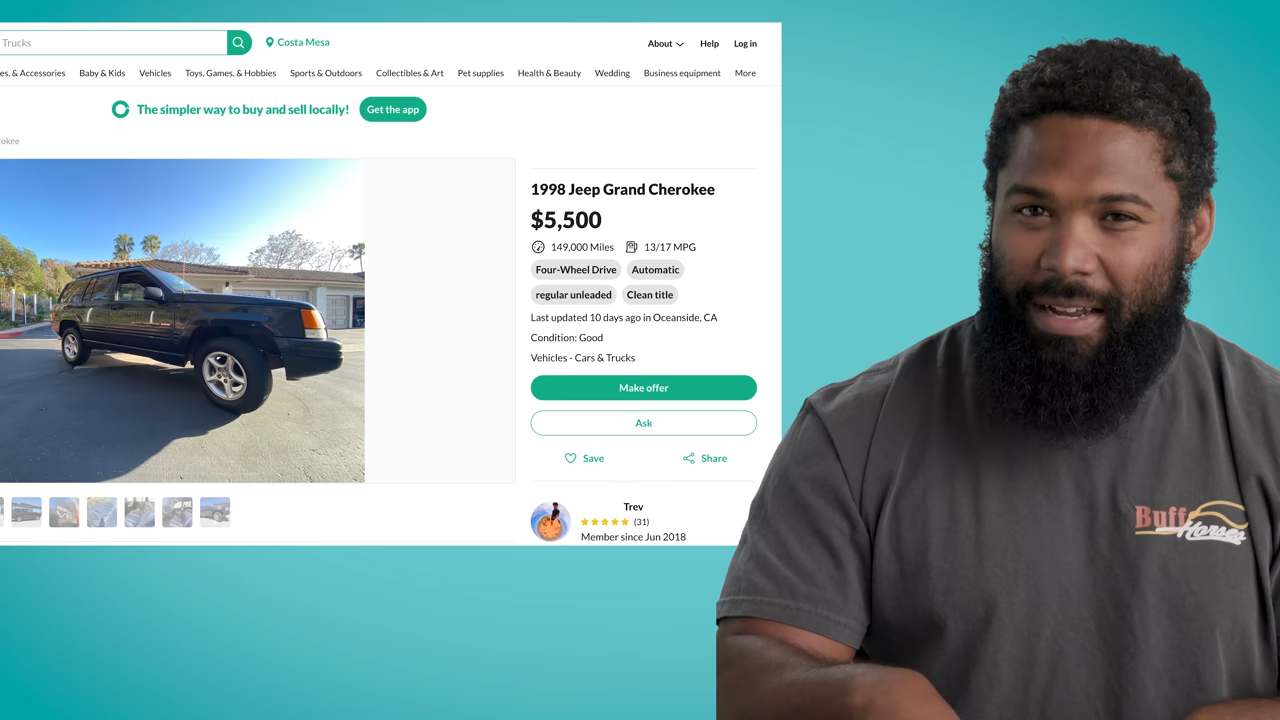 Trucks
Costa Mesa
About
Help
Log in
es, & Accessories
Baby & Kids
Vehicles
Toys, Games, & Hobbies
Sports & Outdoors
Collectibles & Art
Pet supplies
Health & Beauty
Wedding
Business equipment
More
The simpler way to buy and sell locally!
Get the app
rokee
1998 Jeep Grand Cherokee
$5,500
149,000 Miles
13/17 MPG
Four-Wheel Drive
Automatic
regular unleaded
Clean title
Last updated 10 days ago in Oceanside, CA
Condition: Good
Vehicles - Cars & Trucks
Make offer
Ask
Save
Share
Trev
(31)
Member since Jun 2018
Buff
Horses